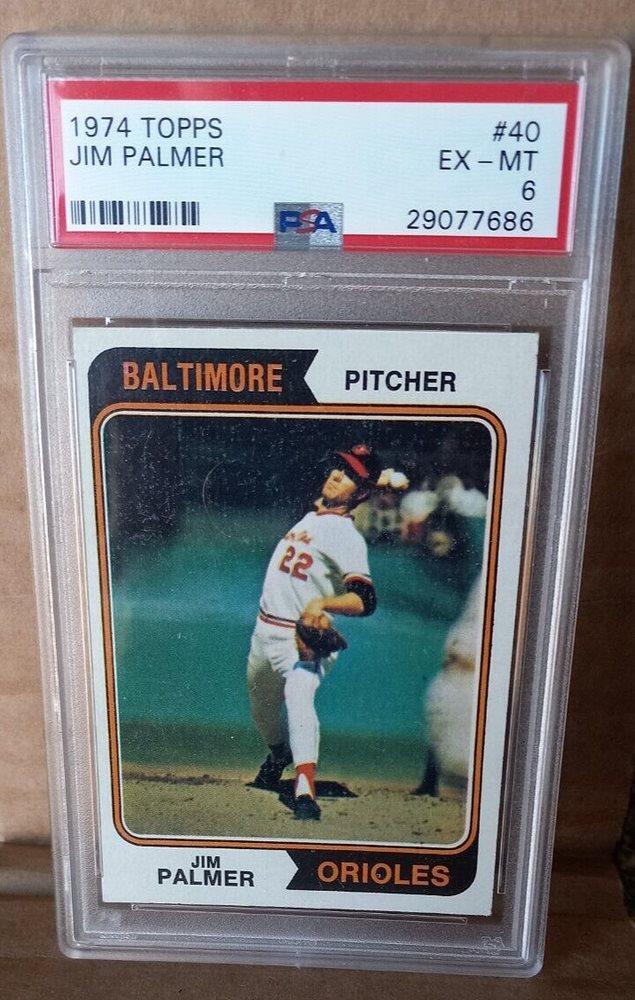 1974 TOPPS #40
JIM PALMER EX - MT
6
PSA 29077686
BALTIMORE PITCHER
22
JIM
PALMER ORIOLES